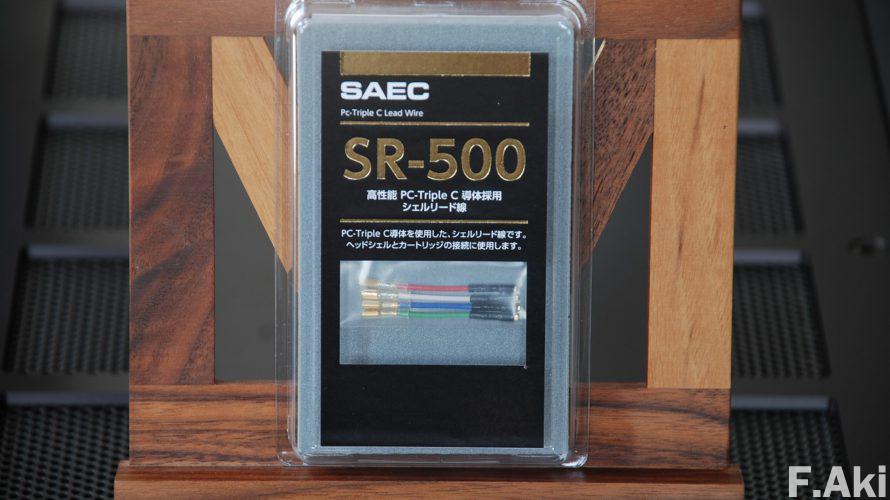 SAEC
Pc-Triple C Lead Wire
SR-500
高性能 PC-Triple C 導体採用
シェルリード線
PC-Triple C導体を使用した、シェルリード線です。
ヘッドシェルとカートリッジの接続に使用します。
F.Aki